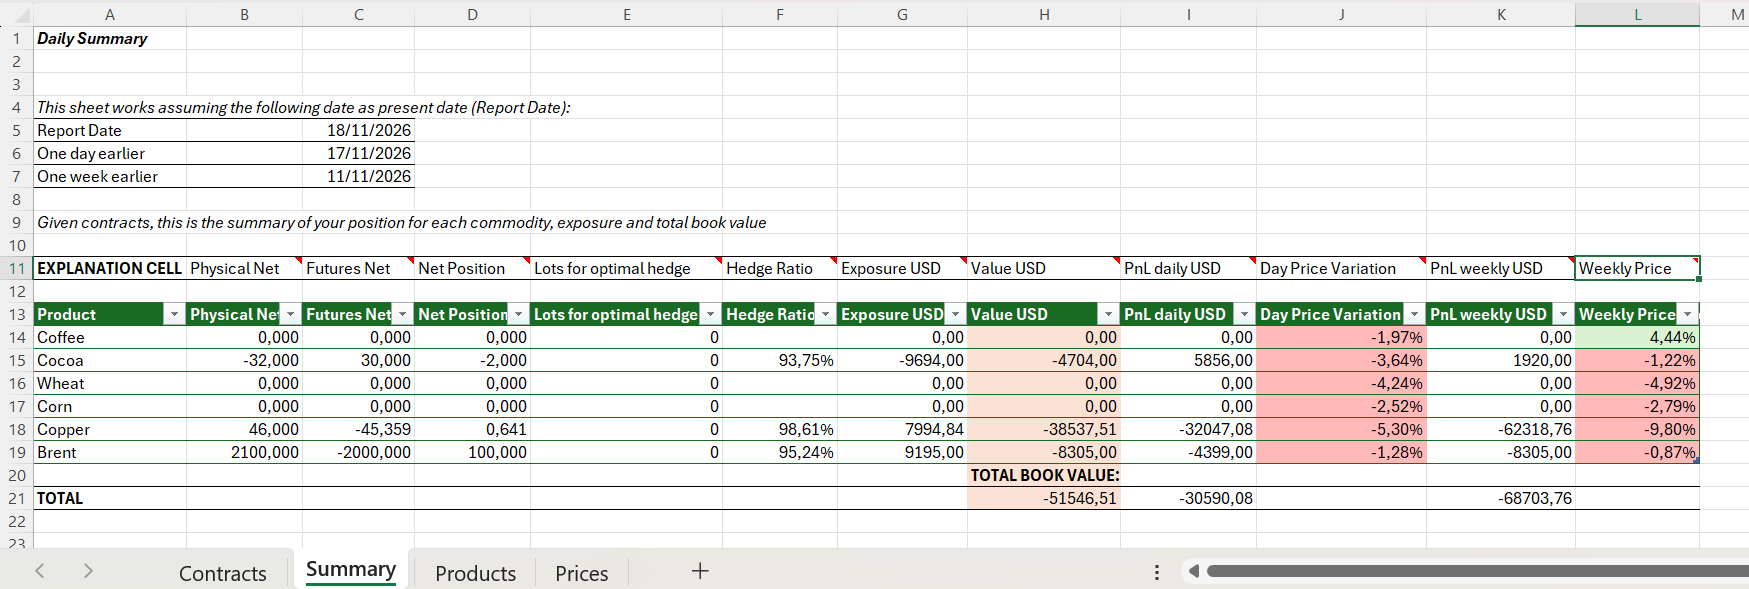 A B C D E F G H I J K L M
1 Daily Summary
2
3
4 This sheet works assuming the following date as present date (Report Date):
5 Report Date 18/11/2026
6 One day earlier 17/11/2026
7 One week earlier 11/11/2026
8
9 Given contracts, this is the summary of your position for each commodity, exposure and total book value
10
11 EXPLANATION CELL Physical Net Futures Net Net Position Lots for optimal hedge Hedge Ratio Exposure USD Value USD PnL daily USD Day Price Variation PnL weekly USD Weekly Price
12
13 Product Physical Net Futures Net Net Position Lots for optimal hedge Hedge Ratio Exposure USD Value USD PnL daily USD Day Price Variation PnL weekly USD Weekly Price
14 Coffee 0,000 0,000 0,000 0 0,00 0,00 0,00 -1,97% 0,00 4,44%
15 Cocoa -32,000 30,000 -2,000 0 93,75% -9694,00 -4704,00 5856,00 -3,64% 1920,00 -1,22%
16 Wheat 0,000 0,000 0,000 0 0,00 0,00 0,00 -4,24% 0,00 -4,92%
17 Corn 0,000 0,000 0,000 0 0,00 0,00 0,00 -2,52% 0,00 -2,79%
18 Copper 46,000 -45,359 0,641 0 98,61% 7994,84 -38537,51 -32047,08 -5,30% -62318,76 -9,80%
19 Brent 2100,000 -2000,000 100,000 0 95,24% 9195,00 -8305,00 -4399,00 -1,28% -8305,00 -0,87%
20 TOTAL BOOK VALUE:
21 TOTAL -51546,51 -30590,08 -68703,76
22
23
Contracts Summary Products Prices